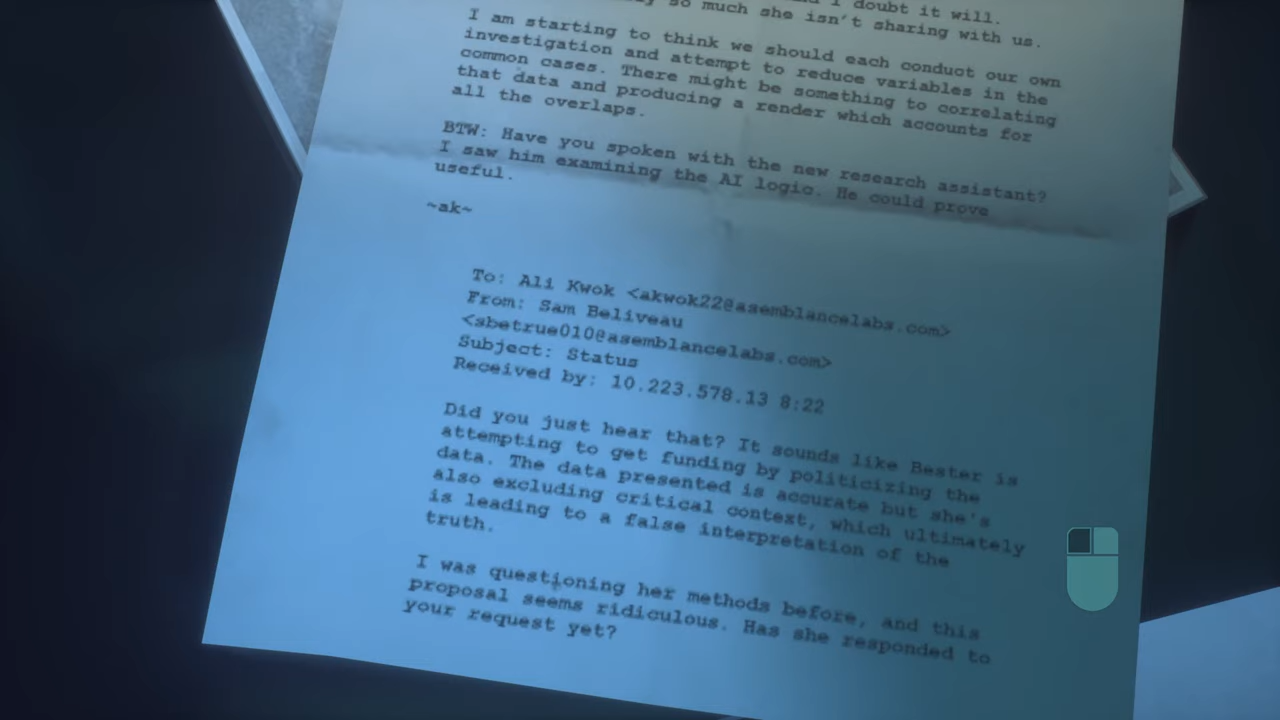 I doubt it will.
so much she isn't sharing with us.
I am starting to think we should each conduct our own
investigation and attempt to reduce variables in the
common cases. There might be something to correlating
that data and producing a render which accounts for
all the overlaps.
BTW: Have you spoken with the new research assistant?
I saw him examining the AI logic. He could prove
useful.
~ak~
To: Ali Kwok <akwok22@asemblancelabs.com>
From: Sam Beliveau
<sbetrue010@asemblancelabs.com>
Subject: Status
Received by: 10.223.578.13 8:22
Did you just hear that? It sounds like Bester is
attempting to get funding by politicizing the
data. The data presented is accurate but she's
also excluding critical context, which ultimately
is leading to a false interpretation of the
truth.
I was questioning her methods before, and this
proposal seems ridiculous. Has she responded to
your request yet?